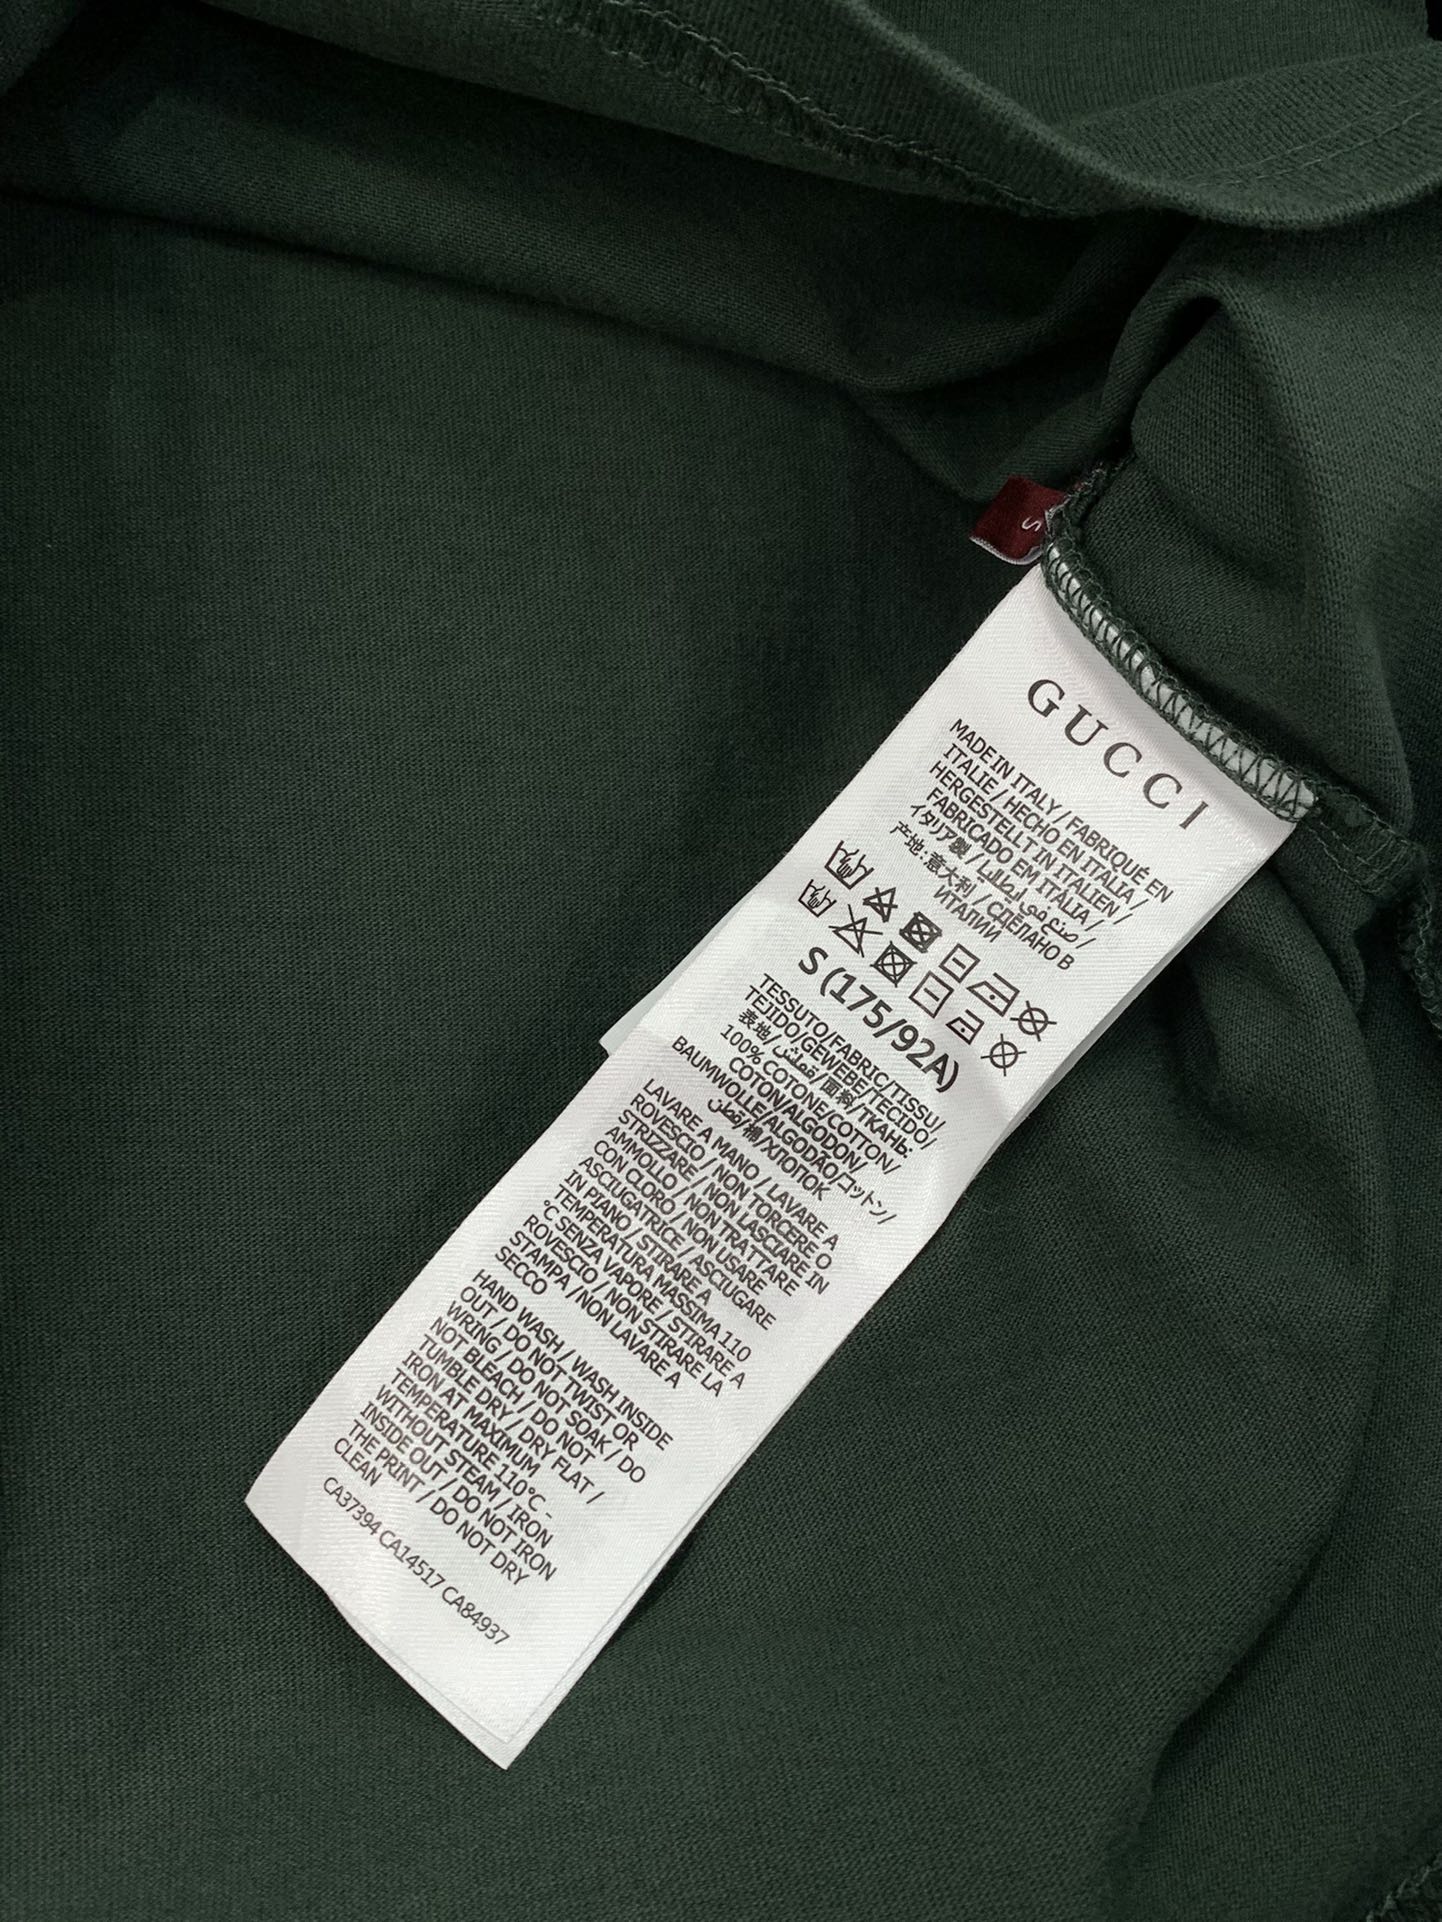 S
GUCCI
MADE IN ITALY / FABRIQUÉ EN
ITALIE / HECHO EN ITALIA /
HERGESTELLT IN ITALIEN /
FABRICADO EM ITÁLIA /
イタリア製 / صنع في إيطاليا /
产地:意大利 / СДЕЛАНО В
ИТАЛИИ
S (175/92A)
TESSUTO/FABRIC/TISSU/
TEJIDO/GEWEBE/TECIDO/
表地/قماش/面料/ТКАНЬ:
100% COTONE/COTTON/
COTON/ALGODON/
BAUMWOLLE/ALGODÃO/コットン/
قطن/棉/ХЛОПОК
LAVARE A MANO / LAVARE A
ROVESCIO / NON TORCERE O
STRIZZARE / NON LASCIARE IN
AMMOLLO / NON TRATTARE
CON CLORO / NON USARE
ASCIUGATRICE / ASCIUGARE
IN PIANO / STIRARE A
TEMPERATURA MASSIMA 110
°C SENZA VAPORE / STIRARE A
ROVESCIO / NON STIRARE LA
STAMPA / NON LAVARE A
SECCO
HAND WASH / WASH INSIDE
OUT / DO NOT TWIST OR
WRING / DO NOT SOAK / DO
NOT BLEACH / DO NOT
TUMBLE DRY / DRY FLAT /
IRON AT MAXIMUM
TEMPERATURE 110°C -
WITHOUT STEAM / IRON
INSIDE OUT / DO NOT IRON
THE PRINT / DO NOT DRY
CLEAN
CA37394 CA14517 CA84937